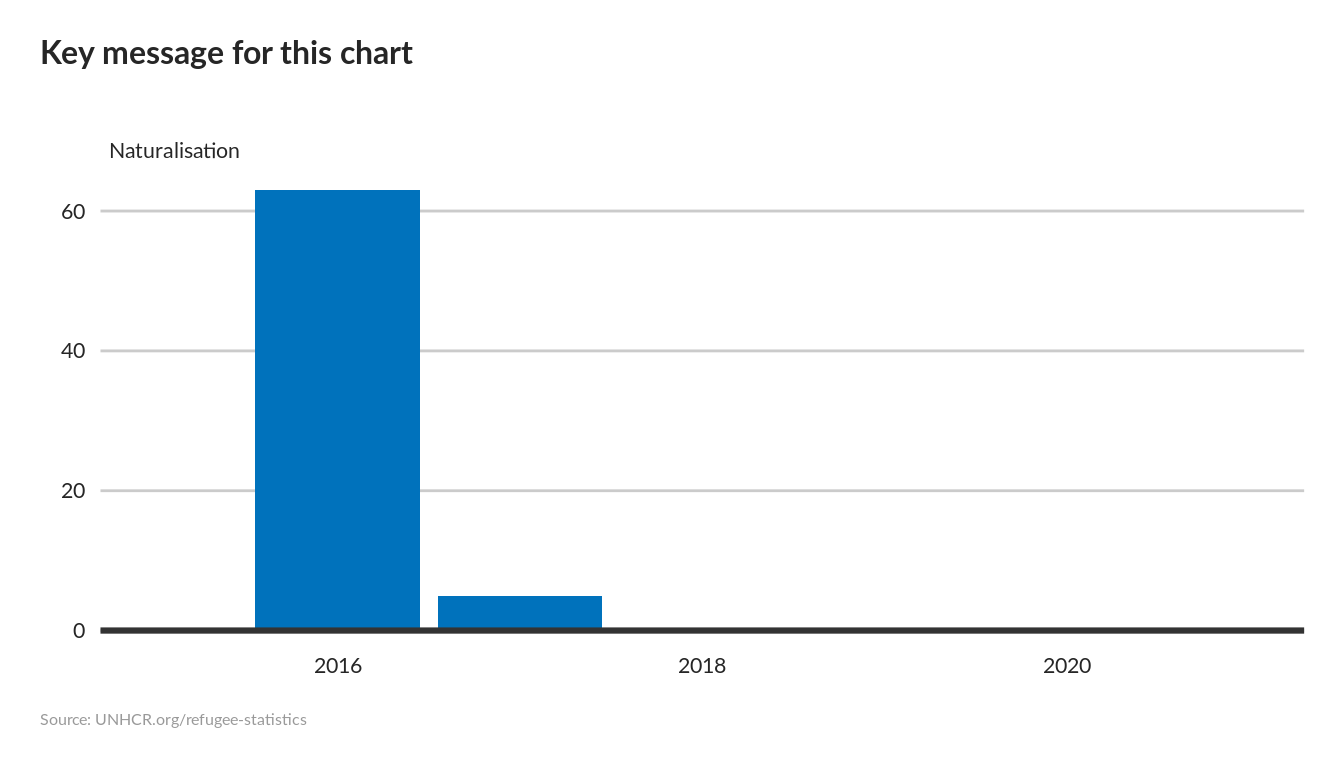 Key message for this chart
Naturalisation
60
40
20
0
2016 2018 2020
Source: UNHCR.org/refugee-statistics